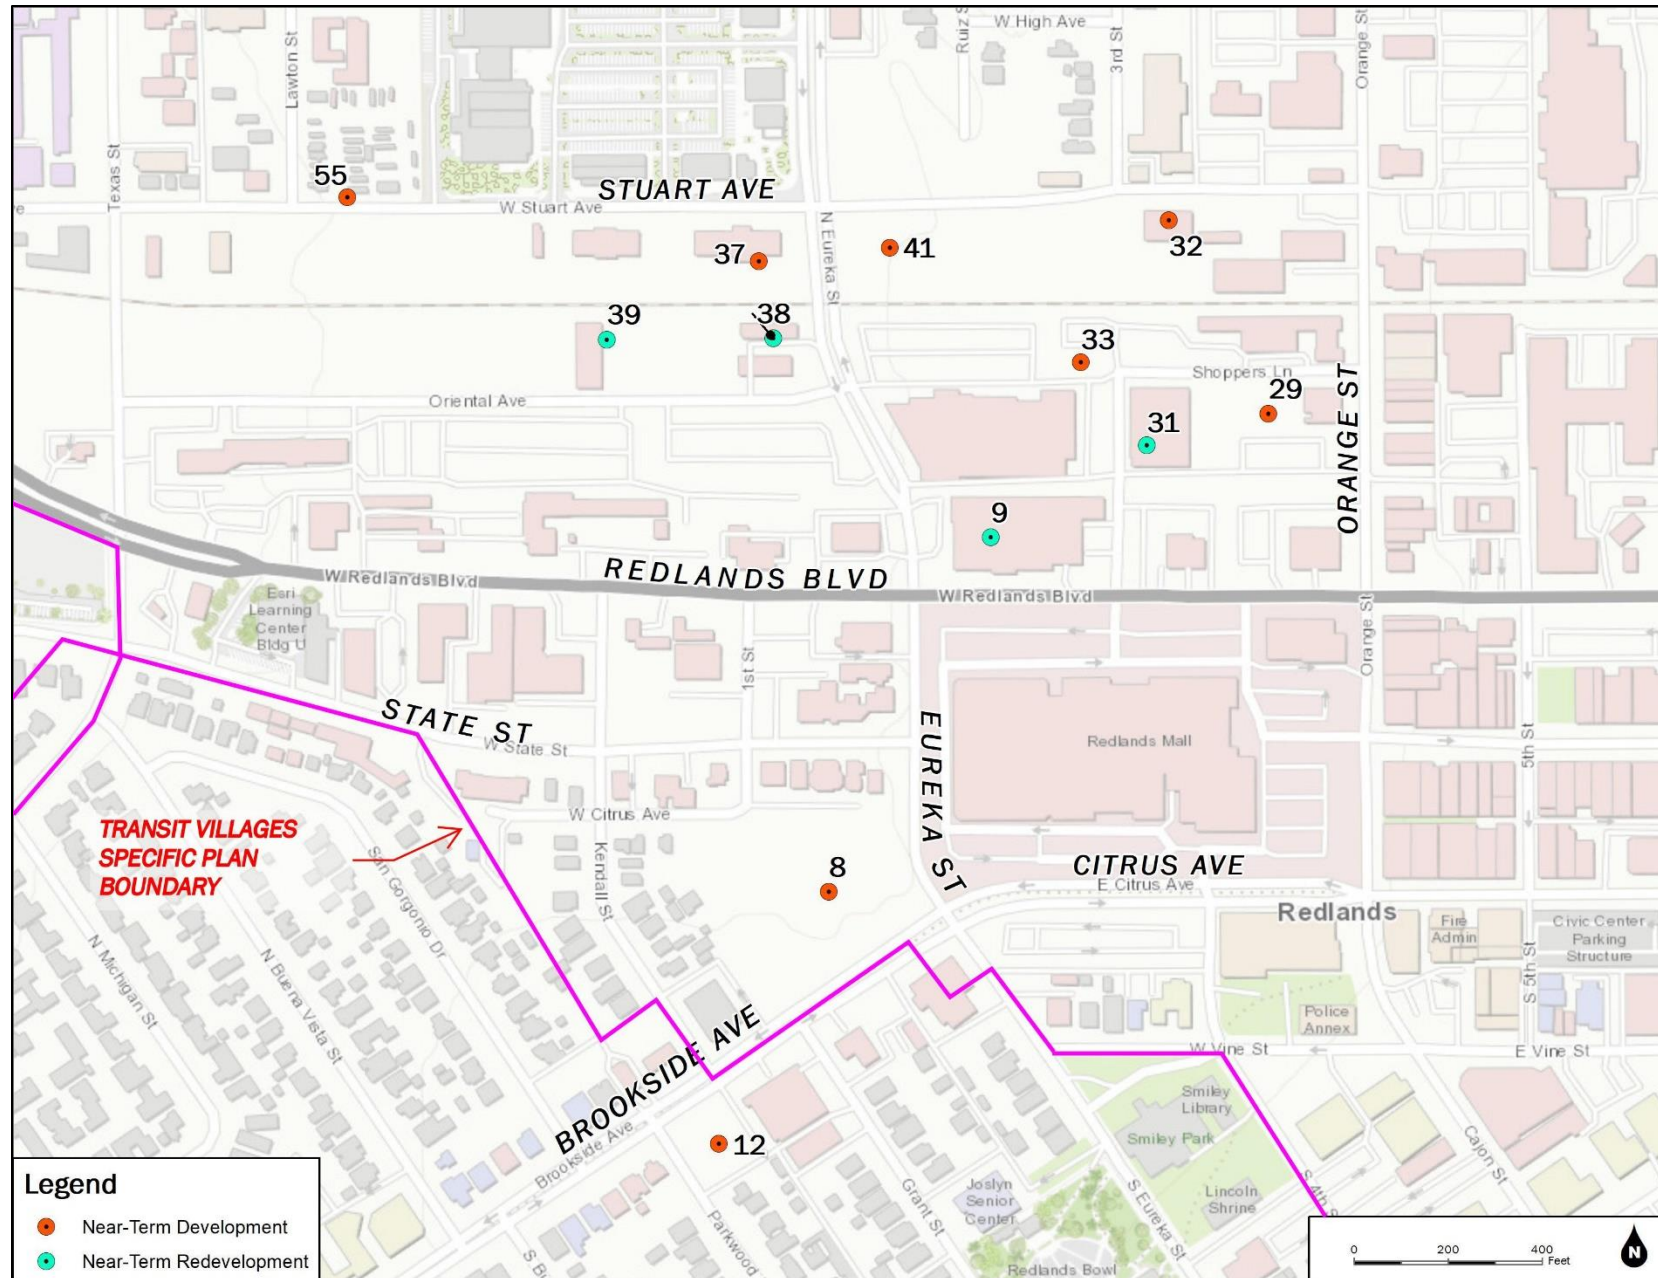 W High Ave
Ruiz S
Lawton St
3rd St
Orange St
Texas St
55
STUART AVE
W Stuart Ave
ve
N Eureka St
37
41
32
39
38
33
Shoppers Ln
29
Oriental Ave
31
ORANGE ST
9
REDLANDS BLVD
W Redlands Blvd
W Redlands Blvd
Esri
Learning
Center
Bldg U
Orange St
1st St
STATE ST
W State St
EUREKA ST
Redlands Mall
5th St
W Citrus Ave
TRANSIT VILLAGES
SPECIFIC PLAN
BOUNDARY
San Gorgonio Dr
Kendall St
8
CITRUS AVE
E Citrus Ave
Redlands
Fire
Admin
Civic Center
Parking
Structure
N Michigan St
N Buena Vista St
S 5th St
Police
Annex
BROOKSIDE AVE
W Vine St
E Vine St
Smiley
Library
Smiley Park
12
Brookside Ave
Cajon St
Joslyn
Senior
Center
Grant St
S Eureka St
Lincoln
Shrine
S 4th S
Parkwood
S Bu
Redlands Bowl
Legend
Near-Term Development
Near-Term Redevelopment
0 200 400
Feet
N